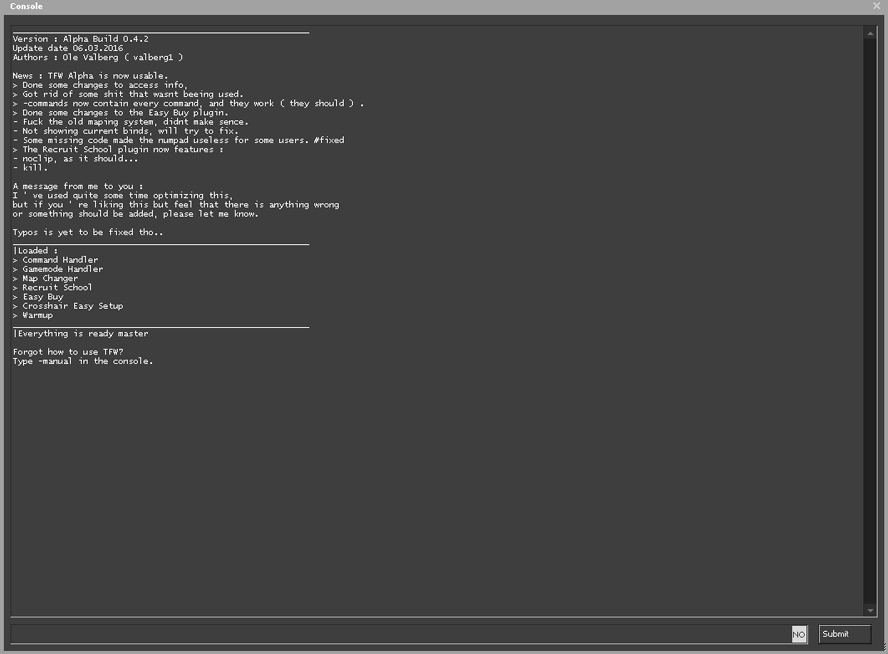 Console
Version : Alpha Build 0.4.2
Update date 06.03.2016
Authors : Ole Valberg ( valberg1 )
News : TFW Alpha is now usable.
> Done some changes to access info,
> Got rid of some shit that wasnt beeing used.
> -commands now contain every command, and they work ( they should ) .
> Done some changes to the Easy Buy plugin.
- Fuck the old maping system, didnt make sence.
- Not showing current binds, will try to fix.
- Some missing code made the numpad useless for some users. #fixed
> The Recruit School plugin now features :
- noclip, as it should...
- kill.
A message from me to you :
I ' ve used quite some time optimizing this,
but if you ' re liking this but feel that there is anything wrong
or something should be added, please let me know.
Typos is yet to be fixed tho..
|Loaded :
> Command Handler
> Gamemode Handler
> Map Changer
> Recruit School
> Easy Buy
> Crosshair Easy Setup
> Warmup
|Everything is ready master
Forgot how to use TFW?
Type -manual in the console.
NO
Submit